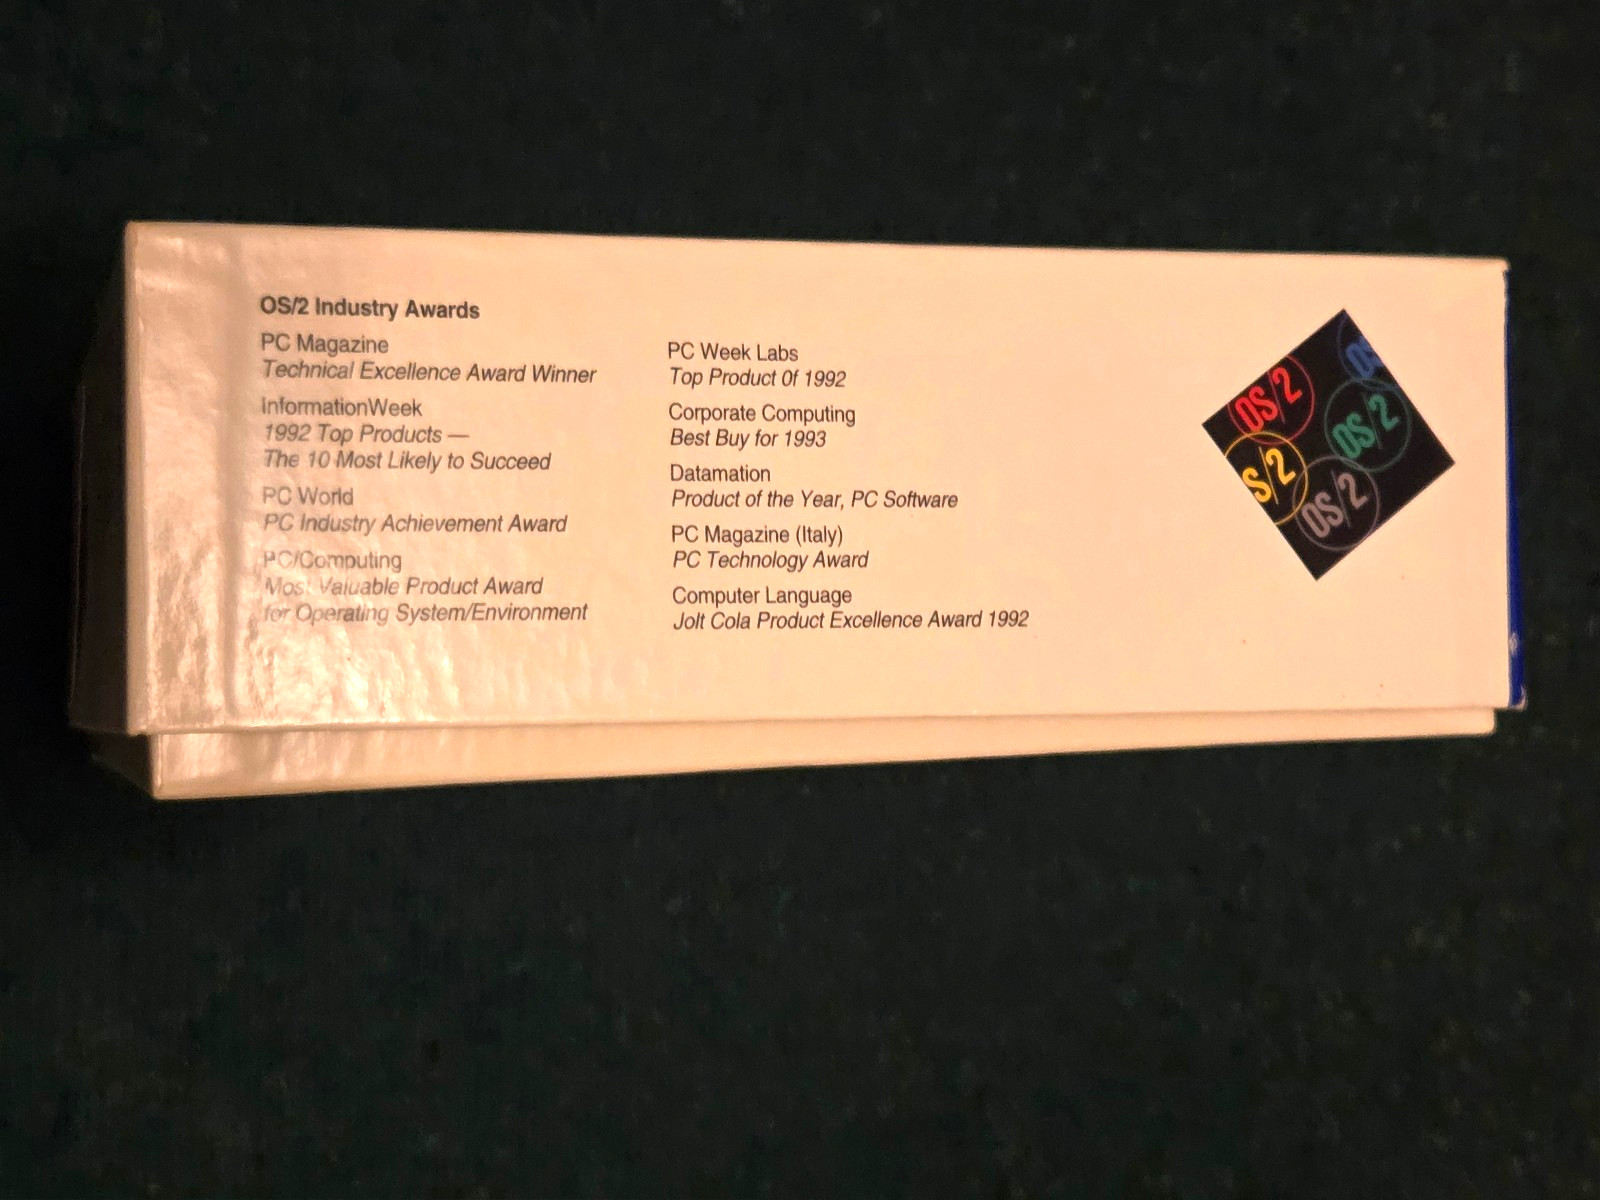 OS/2 Industry Awards
PC Magazine
Technical Excellence Award Winner
InformationWeek
1992 Top Products —
The 10 Most Likely to Succeed
PC World
PC Industry Achievement Award
PC/Computing
Most Valuable Product Award
for Operating System/Environment
PC Week Labs
Top Product 0f 1992
Corporate Computing
Best Buy for 1993
Datamation
Product of the Year, PC Software
PC Magazine (Italy)
PC Technology Award
Computer Language
Jolt Cola Product Excellence Award 1992
OS
OS/2
OS/2
S/2
OS/2